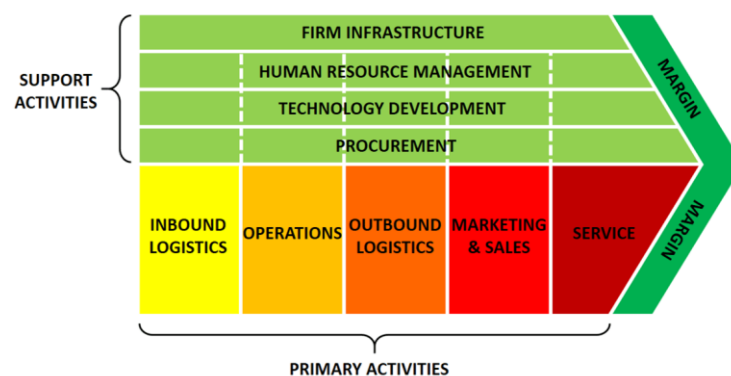 FIRM INFRASTRUCTURE
SUPPORT
ACTIVITIES
HUMAN RESOURCE MANAGEMENT
TECHNOLOGY DEVELOPMENT
PROCUREMENT
MARGIN
INBOUND
LOGISTICS
OPERATIONS
OUTBOUND
LOGISTICS
MARKETING
& SALES
SERVICE
MARGIN
PRIMARY ACTIVITIES